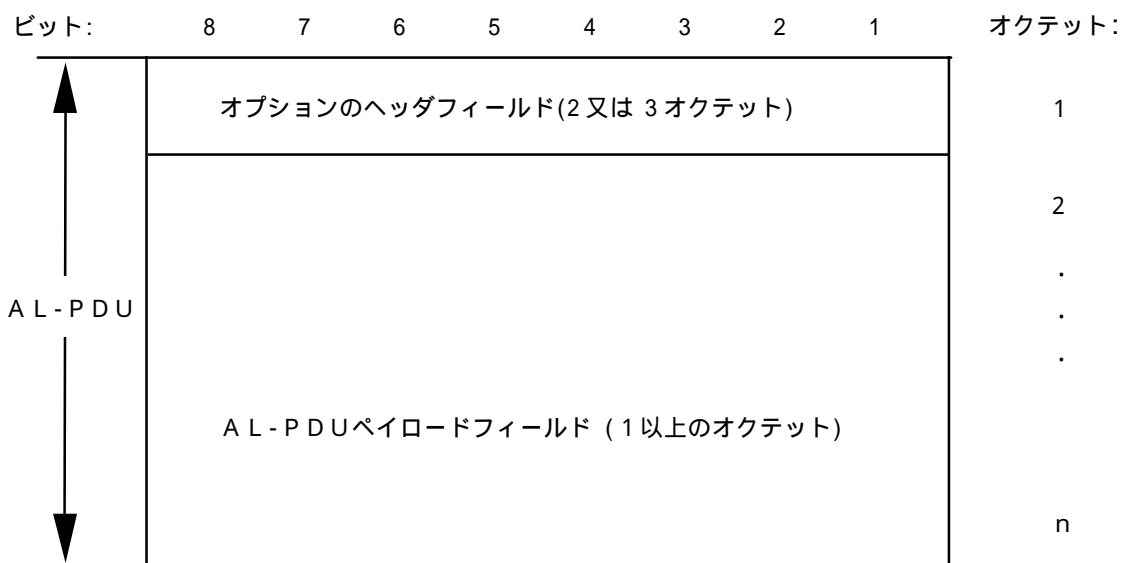 ビット: 8 7 6 5 4 3 2 1 オクテット:
オプションのヘッダフィールド(2又は 3オクテット) 1
2
.
AL-PDU .
.
AL-PDUペイロードフィールド (1以上のオクテット)
n